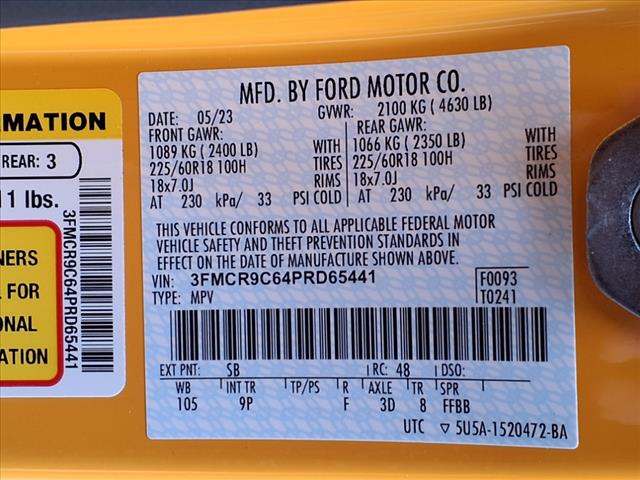 RMATION
REAR: 3
11 lbs.
NERS
L FOR
ONAL
ATION
3FMCR9C64PRD65441
MFD. BY FORD MOTOR CO.
DATE: 05/23 GVWR: 2100 KG ( 4630 LB)
FRONT GAWR: REAR GAWR:
1089 KG ( 2400 LB) WITH 1066 KG ( 2350 LB) WITH
225/60R18 100H TIRES 225/60R18 100H TIRES
18x7.0J RIMS 18x7.0J RIMS
AT 230 kPa/ 33 PSI COLD AT 230 kPa/ 33 PSI COLD
THIS VEHICLE CONFORMS TO ALL APPLICABLE FEDERAL MOTOR
VEHICLE SAFETY AND THEFT PREVENTION STANDARDS IN
EFFECT ON THE DATE OF MANUFACTURE SHOWN ABOVE.
VIN: 3FMCR9C64PRD65441 F0093
TYPE: MPV T0241
EXT PNT: SB RC: 48 DSO:
WB INT TR TP/PS R AXLE TR SPR
105 9P F 3D 8 FFBB
UTC ▽ 5U5A-1520472-BA